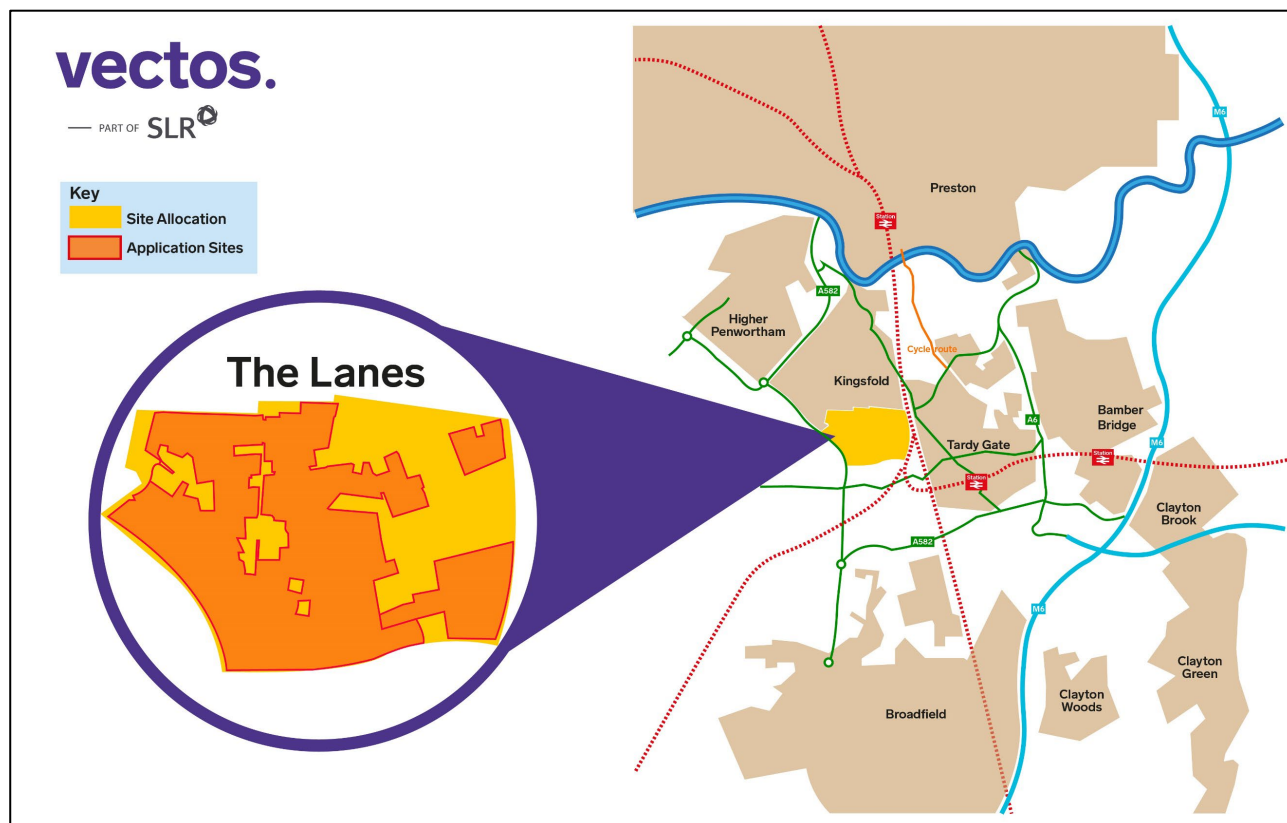 vectos.
PART OF SLR
Key
Site Allocation
Application Sites
The Lanes
M6
Preston
Station
A582
Higher
Penwortham
Cycle route
Kingsfold
A6
Bamber
Bridge
Tardy Gate
M6
Station
Station
Clayton
Brook
A582
M6
Clayton
Green
Clayton
Woods
Broadfield